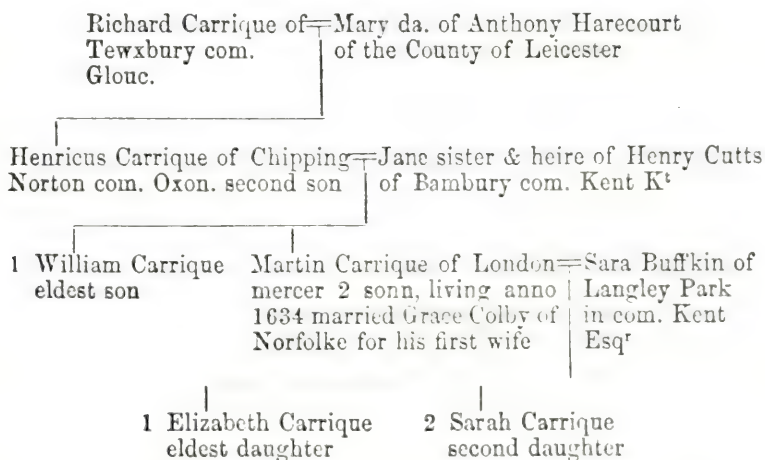 Richard Carrique of=Mary da. of Anthony Harecourt
Tewxbury com. of the County of Leicester
Glouc.
Henricus Carrique of Chipping=Jane sister & heire of Henry Cutts
Norton com. Oxon. second son of Bambury com. Kent Kt
1 William Carrique Martin Carrique of London=Sara Buffkin of
eldest son mercer 2 sonn, living anno Langley Park
1634 married Grace Colby of in com. Kent
Norfolke for his first wife Esqr
1 Elizabeth Carrique 2 Sarah Carrique
eldest daughter second daughter